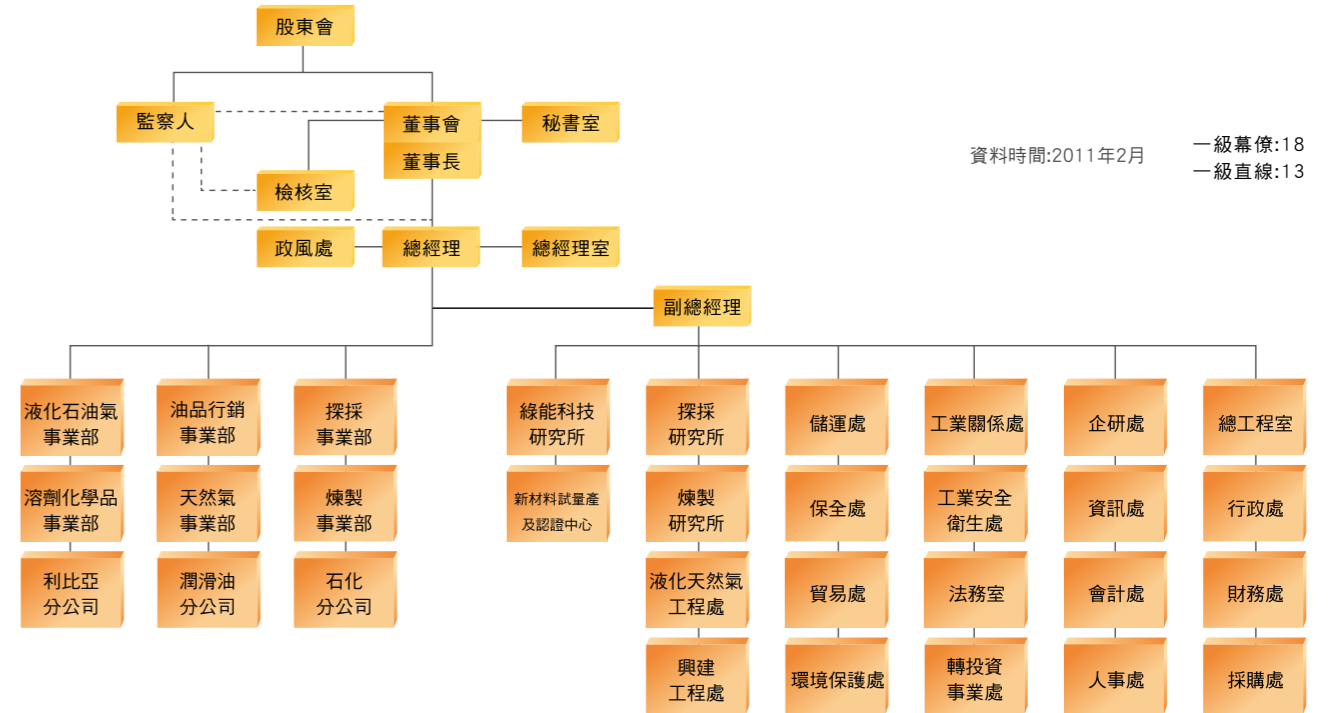 股東會
監察人
董事會
秘書室
董事長
檢核室
資料時間:2011年2月
一級幕僚:18
一級直線:13
政風處
總經理
總經理室
副總經理
液化石油氣
事業部
油品行銷
事業部
探採
事業部
綠能科技
研究所
探採
研究所
儲運處
工業關係處
企研處
總工程室
溶劑化學品
事業部
天然氣
事業部
煉製
事業部
新材料試量產
及認證中心
煉製
研究所
保全處
工業安全
衛生處
資訊處
行政處
利比亞
分公司
潤滑油
分公司
石化
分公司
液化天然氣
工程處
貿易處
法務室
會計處
財務處
興建
工程處
環境保護處
轉投資
事業處
人事處
採購處